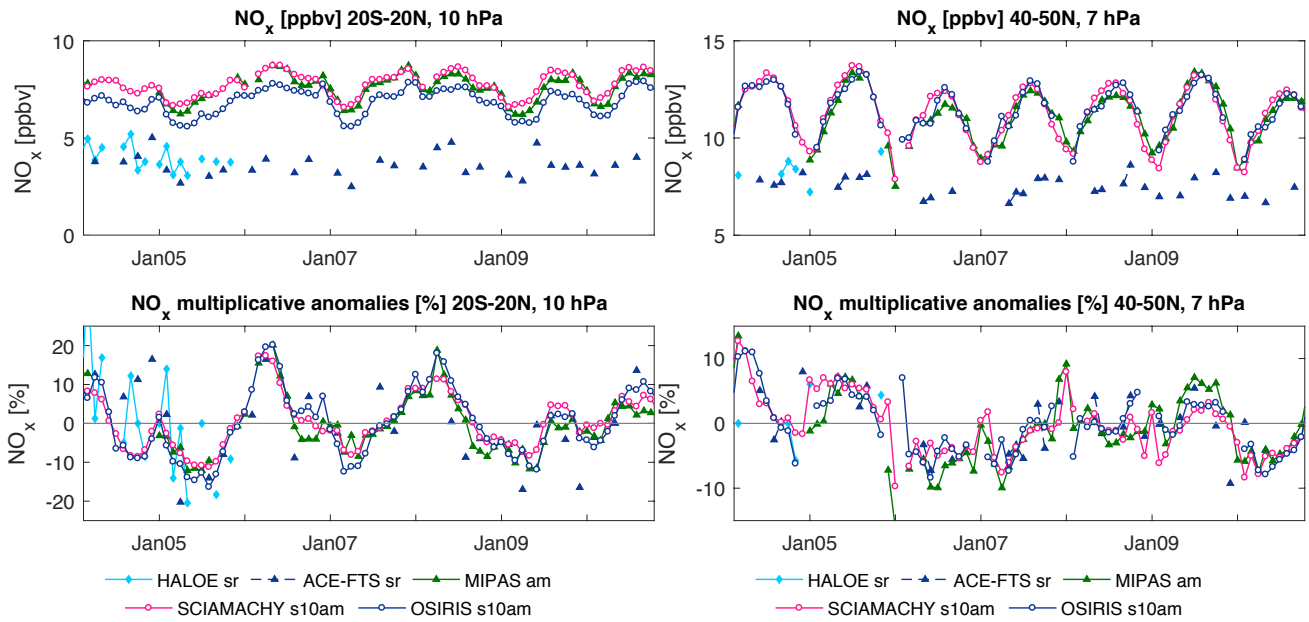 NOx [ppbv] 20S-20N, 10 hPa
NOx [ppbv]
10
5
0
Jan05 Jan07 Jan09
NOx [ppbv] 40-50N, 7 hPa
NOx [ppbv]
15
10
5
Jan05 Jan07 Jan09
NOx multiplicative anomalies [%] 20S-20N, 10 hPa
NOx [%]
20
10
0
-10
-20
Jan05 Jan07 Jan09
HALOE sr ACE-FTS sr MIPAS am
SCIAMACHY s10am OSIRIS s10am
NOx multiplicative anomalies [%] 40-50N, 7 hPa
NOx [%]
10
0
-10
Jan05 Jan07 Jan09
HALOE sr ACE-FTS sr MIPAS am
SCIAMACHY s10am OSIRIS s10am